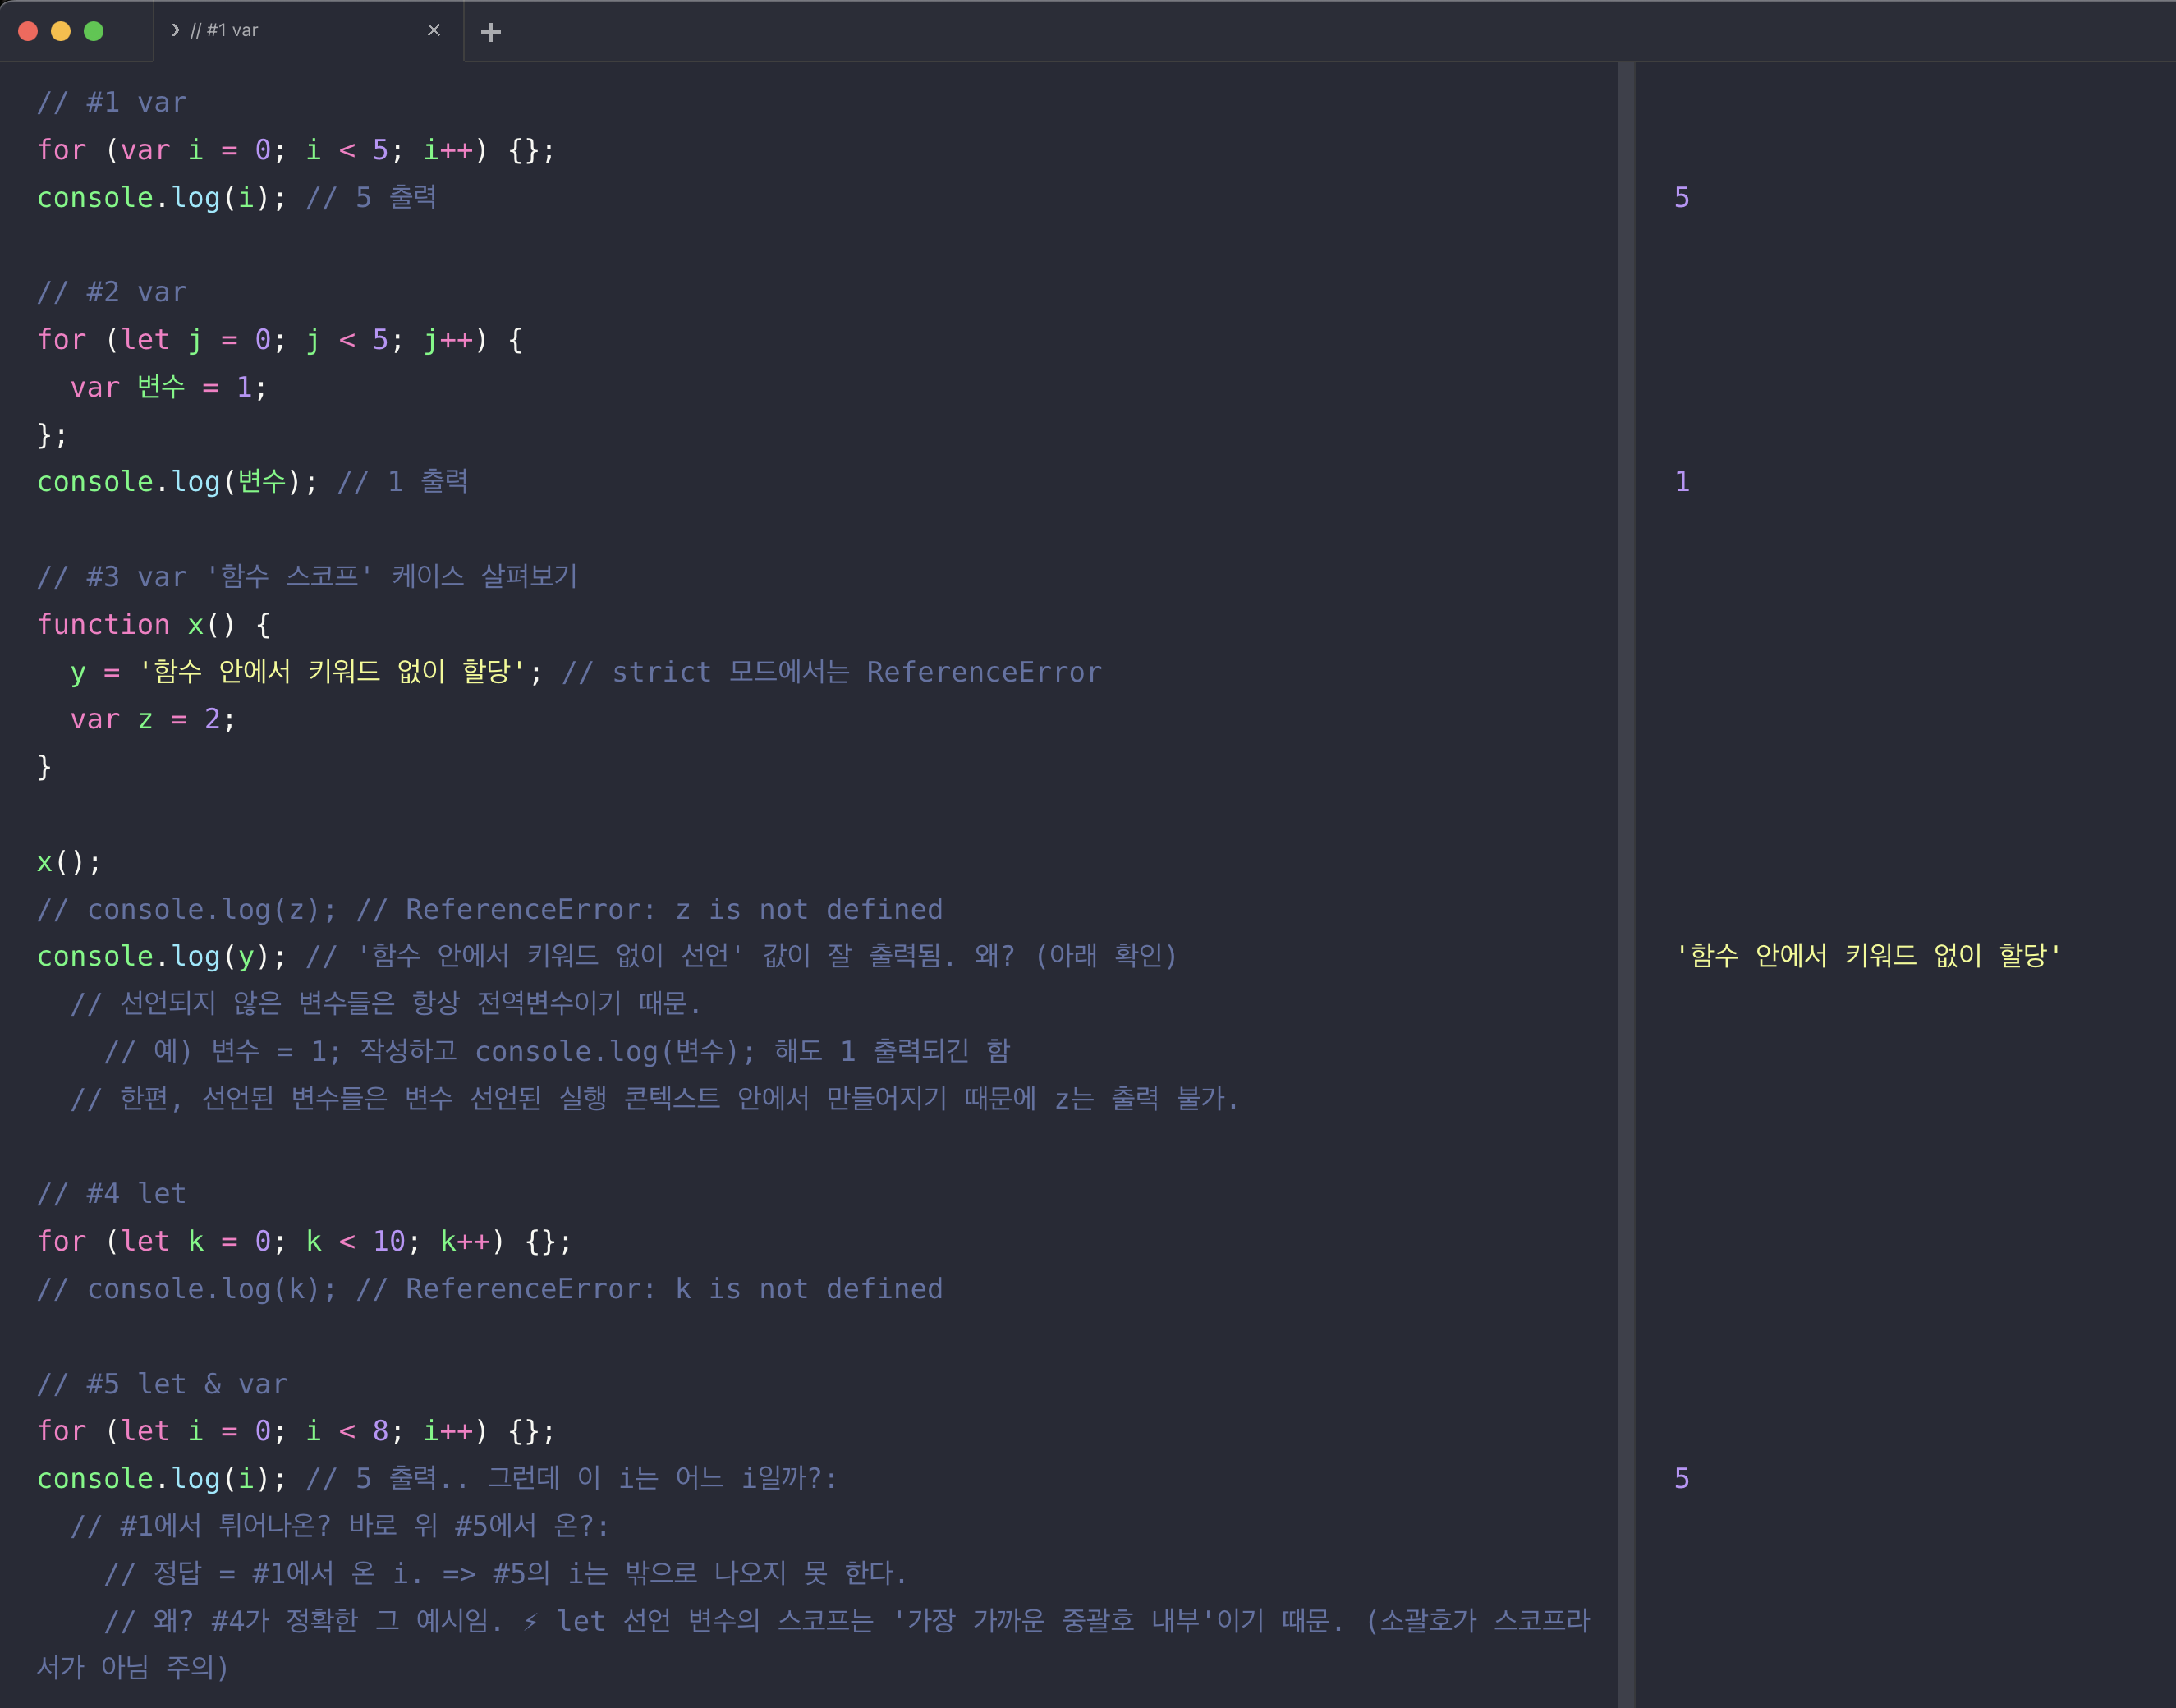 ❯ // #1 var × +
// #1 var
for (var i = 0; i < 5; i++) {};
console.log(i); // 5 출력 5
// #2 var
for (let j = 0; j < 5; j++) {
  var 변수 = 1;
};
console.log(변수); // 1 출력 1
// #3 var '함수 스코프' 케이스 살펴보기
function x() {
  y = '함수 안에서 키워드 없이 할당'; // strict 모드에서는 ReferenceError
  var z = 2;
}
x();
// console.log(z); // ReferenceError: z is not defined
console.log(y); // '함수 안에서 키워드 없이 선언' 값이 잘 출력됨. 왜? (아래 확인) '함수 안에서 키워드 없이 할당'
  // 선언되지 않은 변수들은 항상 전역변수이기 때문.
    // 예) 변수 = 1; 작성하고 console.log(변수); 해도 1 출력되긴 함
  // 한편, 선언된 변수들은 변수 선언된 실행 콘텍스트 안에서 만들어지기 때문에 z는 출력 불가.
// #4 let
for (let k = 0; k < 10; k++) {};
// console.log(k); // ReferenceError: k is not defined
// #5 let & var
for (let i = 0; i < 8; i++) {};
console.log(i); // 5 출력.. 그런데 이 i는 어느 i일까?: 5
  // #1에서 튀어나온? 바로 위 #5에서 온?:
    // 정답 = #1에서 온 i. => #5의 i는 밖으로 나오지 못 한다.
    // 왜? #4가 정확한 그 예시임. ⚡ let 선언 변수의 스코프는 '가장 가까운 중괄호 내부'이기 때문. (소괄호가 스코프라
서가 아님 주의)